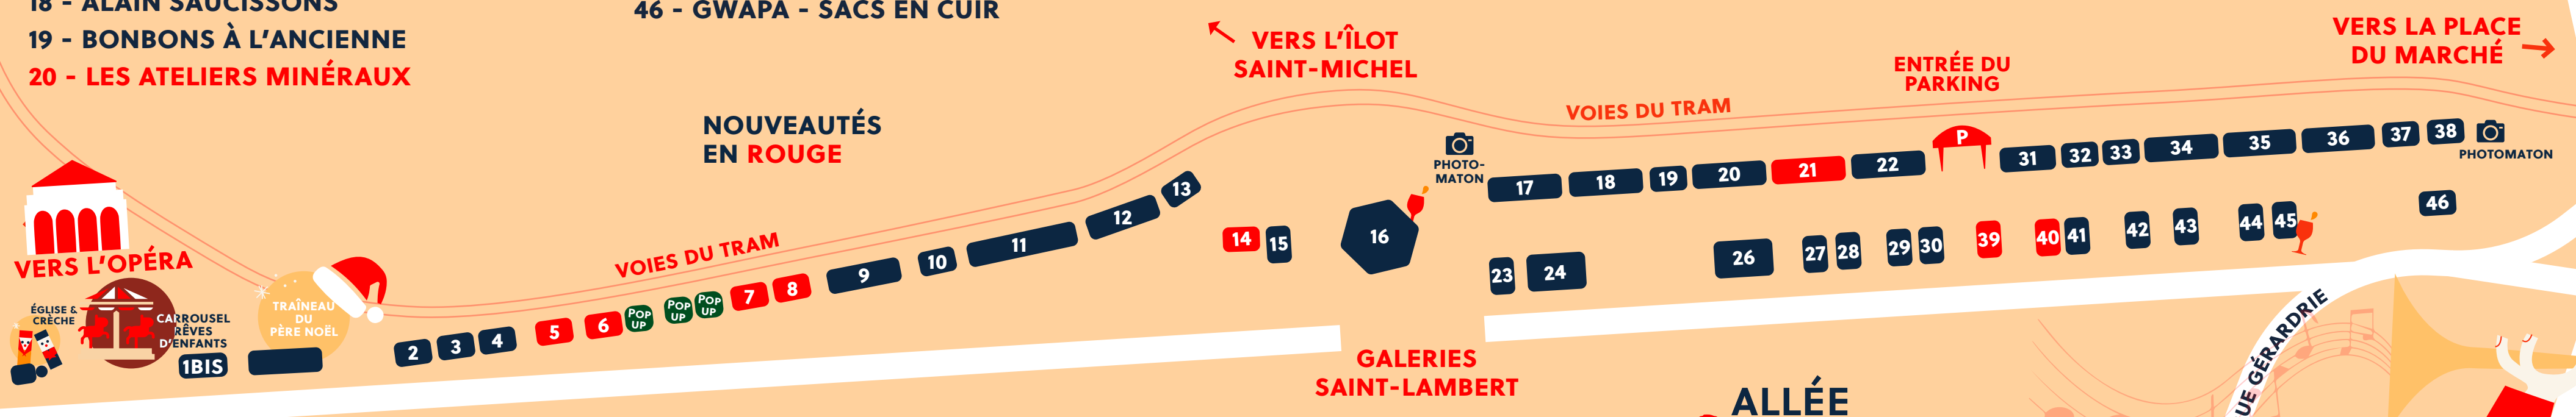 18 - ALAIN SAUCISSONS
19 - BONBONS À L'ANCIENNE
20 - LES ATELIERS MINÉRAUX
46 - GWAPA - SACS EN CUIR
NOUVEAUTÉS
EN ROUGE
VERS L'ÎLOT
SAINT-MICHEL
ENTRÉE DU
PARKING
VERS LA PLACE
DU MARCHÉ
VOIES DU TRAM
VOIES DU TRAM
VERS L'OPÉRA
ÉGLISE &
CRÈCHE
CARROUSEL
RÊVES
D'ENFANTS
1BIS
TRAÎNEAU
DU
PÈRE NOËL
2
3
4
5
6
POP
UP
POP
UP
POP
UP
7
8
9
10
11
12
13
14
15
16
PHOTO-
MATON
17
18
19
20
21
22
P
31
32
33
34
35
36
37
38
PHOTOMATON
23
24
26
27
28
29
30
39
40
41
42
43
44
45
46
GALERIES
SAINT-LAMBERT
ALLÉE
UE GÉRARDRIE